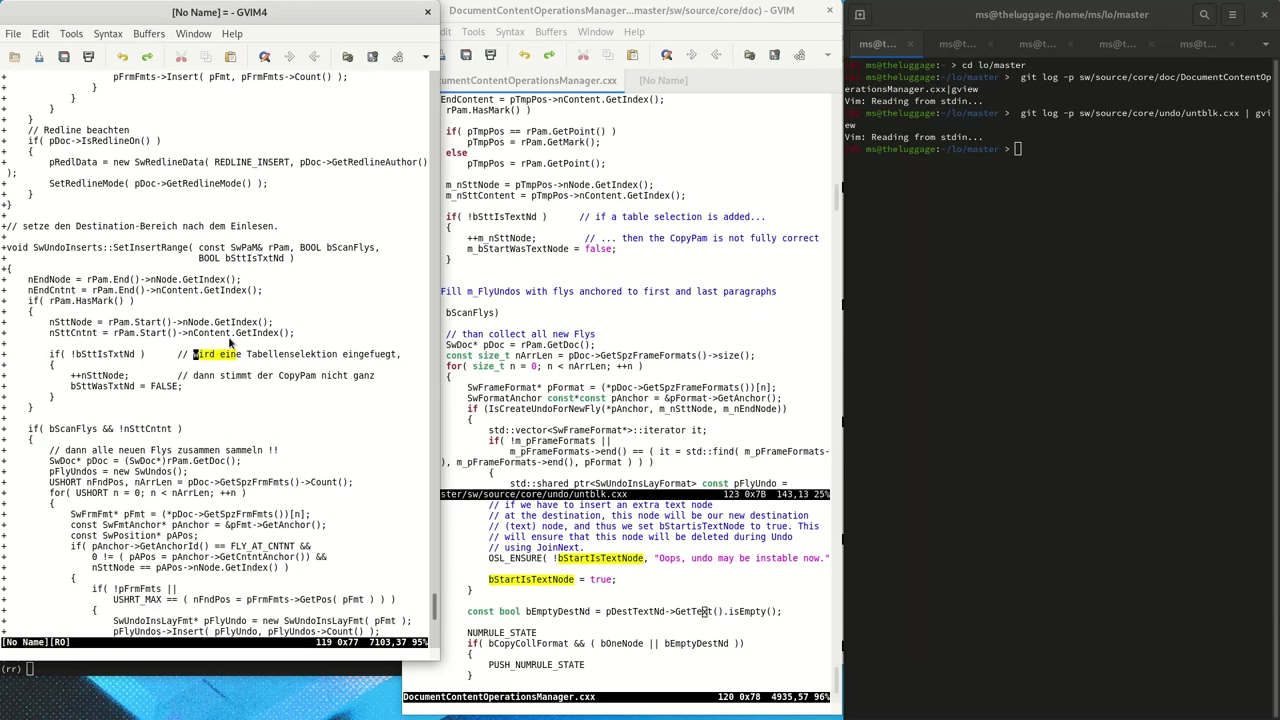 [No Name] = - GVIM4
File Edit Tools Syntax Buffers Window Help
+ pFrmFmts->Insert( pFmt, pFrmFmts->Count() );
+ }
+ }
+ }
+ // Redline beachten
+ if( pDoc->IsRedlineOn() )
+ {
+ pRedlData = new SwRedlineData( REDLINE_INSERT, pDoc->GetRedlineAuthor()
);
+ SetRedlineMode( pDoc->GetRedlineMode() );
+ }
+}
+
+// setze den Destination-Bereich nach dem Einlesen.
+
+void SwUndoInserts::SetInsertRange( const SwPaM& rPam, BOOL bScanFlys,
+ BOOL bSttIsTxtNd )
+{
+ nEndNode = rPam.End()->nNode.GetIndex();
+ nEndCntnt = rPam.End()->nContent.GetIndex();
+ if( rPam.HasMark() )
+ {
+ nSttNode = rPam.Start()->nNode.GetIndex();
+ nSttCntnt = rPam.Start()->nContent.GetIndex();
+
+ if( !bSttIsTxtNd ) // wird eine Tabellenselektion eingefuegt,
+ {
+ ++nSttNode; // dann stimmt der CopyPam nicht ganz
+ bSttWasTxtNd = FALSE;
+ }
+ }
+
+ if( bScanFlys && !nSttCntnt )
+ {
+ // dann alle neuen Flys zusammen sammeln !!
+ SwDoc* pDoc = (SwDoc*)rPam.GetDoc();
+ pFlyUndos = new SwUndos();
+ USHORT nFndPos, nArrLen = pDoc->GetSpzFrmFmts()->Count();
+ for( USHORT n = 0; n < nArrLen; ++n )
+ {
+ SwFrmFmt* pFmt = (*pDoc->GetSpzFrmFmts())[n];
+ const SwFmtAnchor* pAnchor = &pFmt->GetAnchor();
+ const SwPosition* pAPos;
+ if( pAnchor->GetAnchorId() == FLY_AT_CNTNT &&
+ 0 != ( pAPos = pAnchor->GetCntntAnchor()) &&
+ nSttNode == pAPos->nNode.GetIndex() )
+ {
+ if( !pFrmFmts ||
+ USHRT_MAX == ( nFndPos = pFrmFmts->GetPos( pFmt ) ) )
+ {
+ SwUndoInsLayFmt* pFlyUndo = new SwUndoInsLayFmt( pFmt );
+ pFlyUndos->Insert( pFlyUndo, pFlyUndos->Count() );
[No Name][RO] 119 0x77 7103,37 95%
(rr)
DocumentContentOperationsManager...master/sw/source/core/doc) - GVIM
dit Tools Syntax Buffers Window Help
cumentContentOperationsManager.cxx [No Name]
EndContent = pTmpPos->nContent.GetIndex();
rPam.HasMark() )
if( pTmpPos == rPam.GetPoint() )
pTmpPos = rPam.GetMark();
else
pTmpPos = rPam.GetPoint();
m_nSttNode = pTmpPos->nNode.GetIndex();
m_nSttContent = pTmpPos->nContent.GetIndex();
if( !bSttIsTextNd ) // if a table selection is added...
{
++m_nSttNode; // ... then the CopyPam is not fully correct
m_bStartWasTextNode = false;
}
Fill m_FlyUndos with flys anchored to first and last paragraphs
bScanFlys)
// than collect all new Flys
SwDoc* pDoc = rPam.GetDoc();
const size_t nArrLen = pDoc->GetSpzFrameFormats()->size();
for( size_t n = 0; n < nArrLen; ++n )
{
SwFrameFormat* pFormat = (*pDoc->GetSpzFrameFormats())[n];
SwFormatAnchor const*const pAnchor = &pFormat->GetAnchor();
if (IsCreateUndoForNewFly(*pAnchor, m_nSttNode, m_nEndNode))
{
std::vector<SwFrameFormat*>::iterator it;
if( !m_pFrameFormats ||
m_pFrameFormats->end() == ( it = std::find( m_pFrameFormats-
), m_pFrameFormats->end(), pFormat ) ) )
{
std::shared_ptr<SwUndoInsLayFormat> const pFlyUndo =
ster/sw/source/core/undo/untblk.cxx 123 0x7B 143,13 25%
// if we have to insert an extra text node
// at the destination, this node will be our new destination
// (text) node, and thus we set bStartisTextNode to true. This
// will ensure that this node will be deleted during Undo
// using JoinNext.
OSL_ENSURE( !bStartIsTextNode, "Oops, undo may be instable now."
bStartIsTextNode = true;
}
const bool bEmptyDestNd = pDestTextNd->GetText().isEmpty();
NUMRULE_STATE
if( bCopyCollFormat && ( bOneNode || bEmptyDestNd ))
{
PUSH_NUMRULE_STATE
}
DocumentContentOperationsManager.cxx 120 0x78 4935,57 96%
ms@theluggage: /home/ms/lo/master
ms@t... ms@t... ms@t... ms@t... ms@t...
ms@theluggage:~ > cd lo/master
ms@theluggage:~/lo/master > git log -p sw/source/core/doc/DocumentContentOp
erationsManager.cxx|gview
Vim: Reading from stdin...
ms@theluggage:~/lo/master > git log -p sw/source/core/undo/untblk.cxx | gvi
ew
Vim: Reading from stdin...
ms@theluggage:~/lo/master >